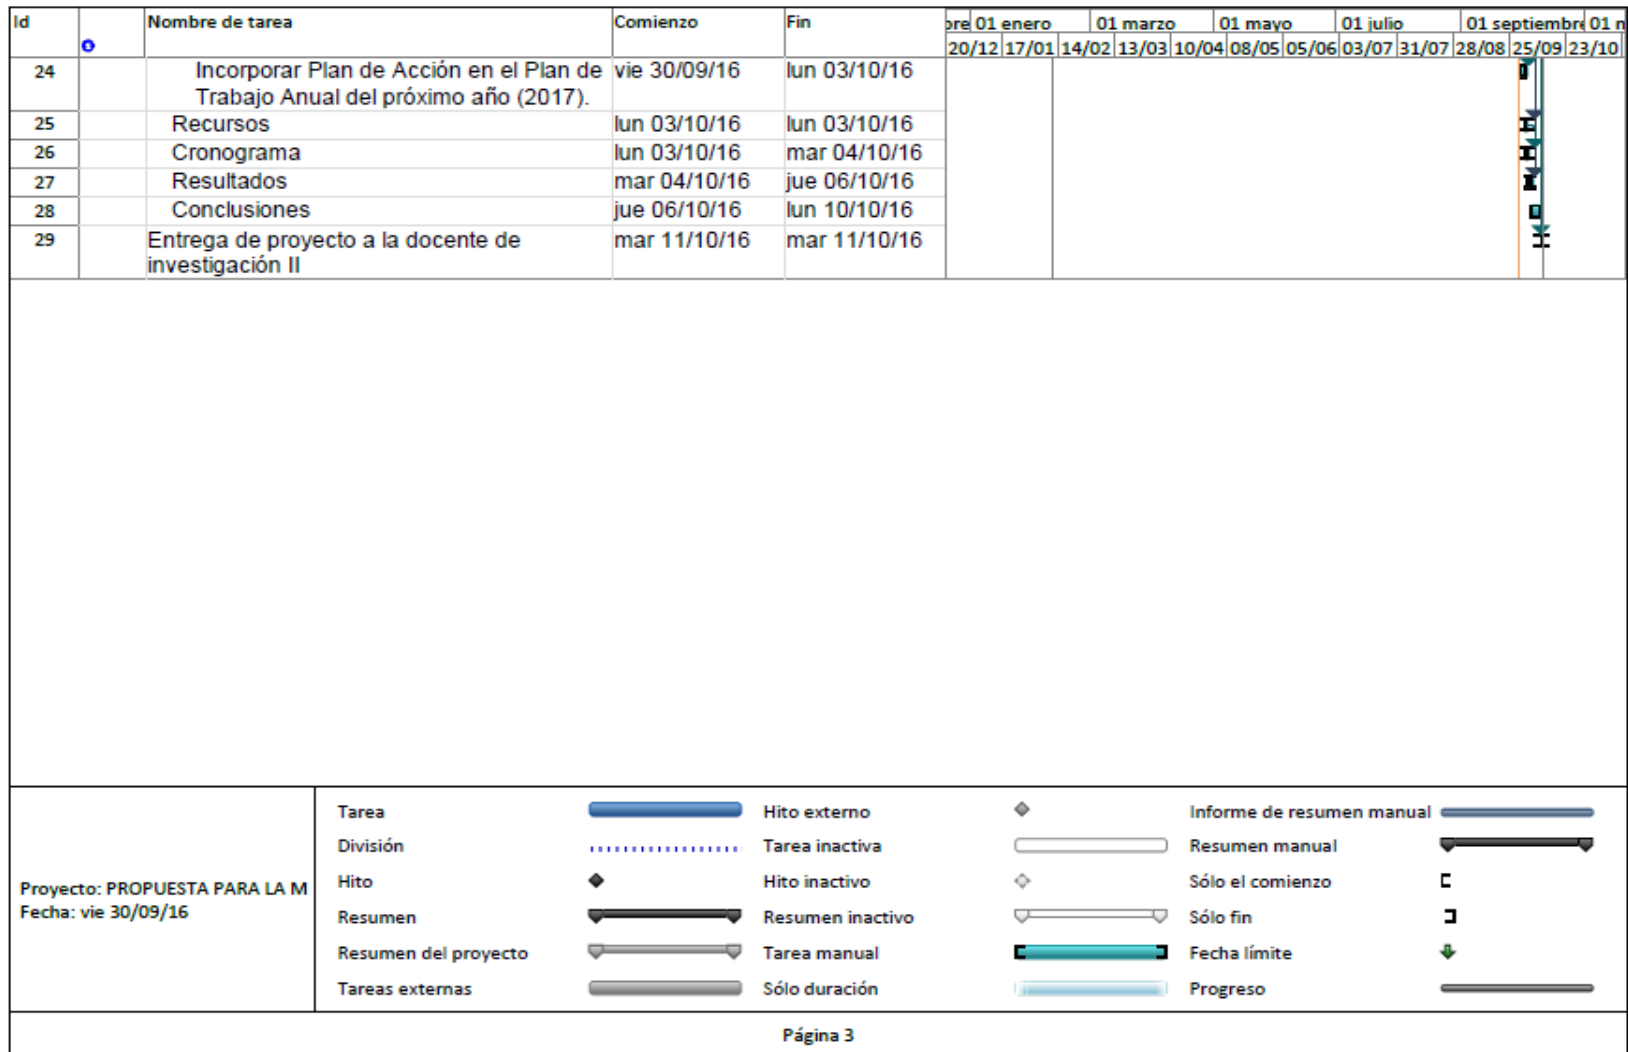 Id Nombre de tarea Comienzo Fin bre 01 enero 01 marzo 01 mayo 01 julio 01 septiembre 01 n
20/12 17/01 14/02 13/03 10/04 08/05 05/06 03/07 31/07 28/08 25/09 23/10
24 Incorporar Plan de Acción en el Plan de vie 30/09/16 lun 03/10/16
Trabajo Anual del próximo año (2017).
25 Recursos lun 03/10/16 lun 03/10/16
26 Cronograma lun 03/10/16 mar 04/10/16
27 Resultados mar 04/10/16 jue 06/10/16
28 Conclusiones jue 06/10/16 lun 10/10/16
29 Entrega de proyecto a la docente de mar 11/10/16 mar 11/10/16
investigación II
Proyecto: PROPUESTA PARA LA M
Fecha: vie 30/09/16
Tarea
División
Hito
Resumen
Resumen del proyecto
Tareas externas
Hito externo
Tarea inactiva
Hito inactivo
Resumen inactivo
Tarea manual
Sólo duración
Informe de resumen manual
Resumen manual
Sólo el comienzo
Sólo fin
Fecha límite
Progreso
Página 3